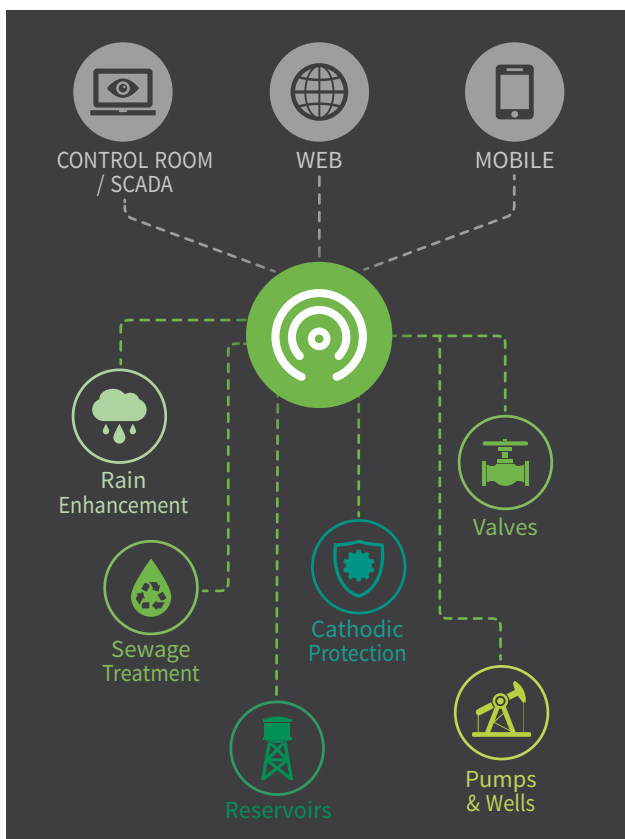 CONTROL ROOM
/ SCADA
WEB
MOBILE
Rain
Enhancement
Valves
Sewage
Treatment
Cathodic
Protection
Reservoirs
Pumps
& Wells